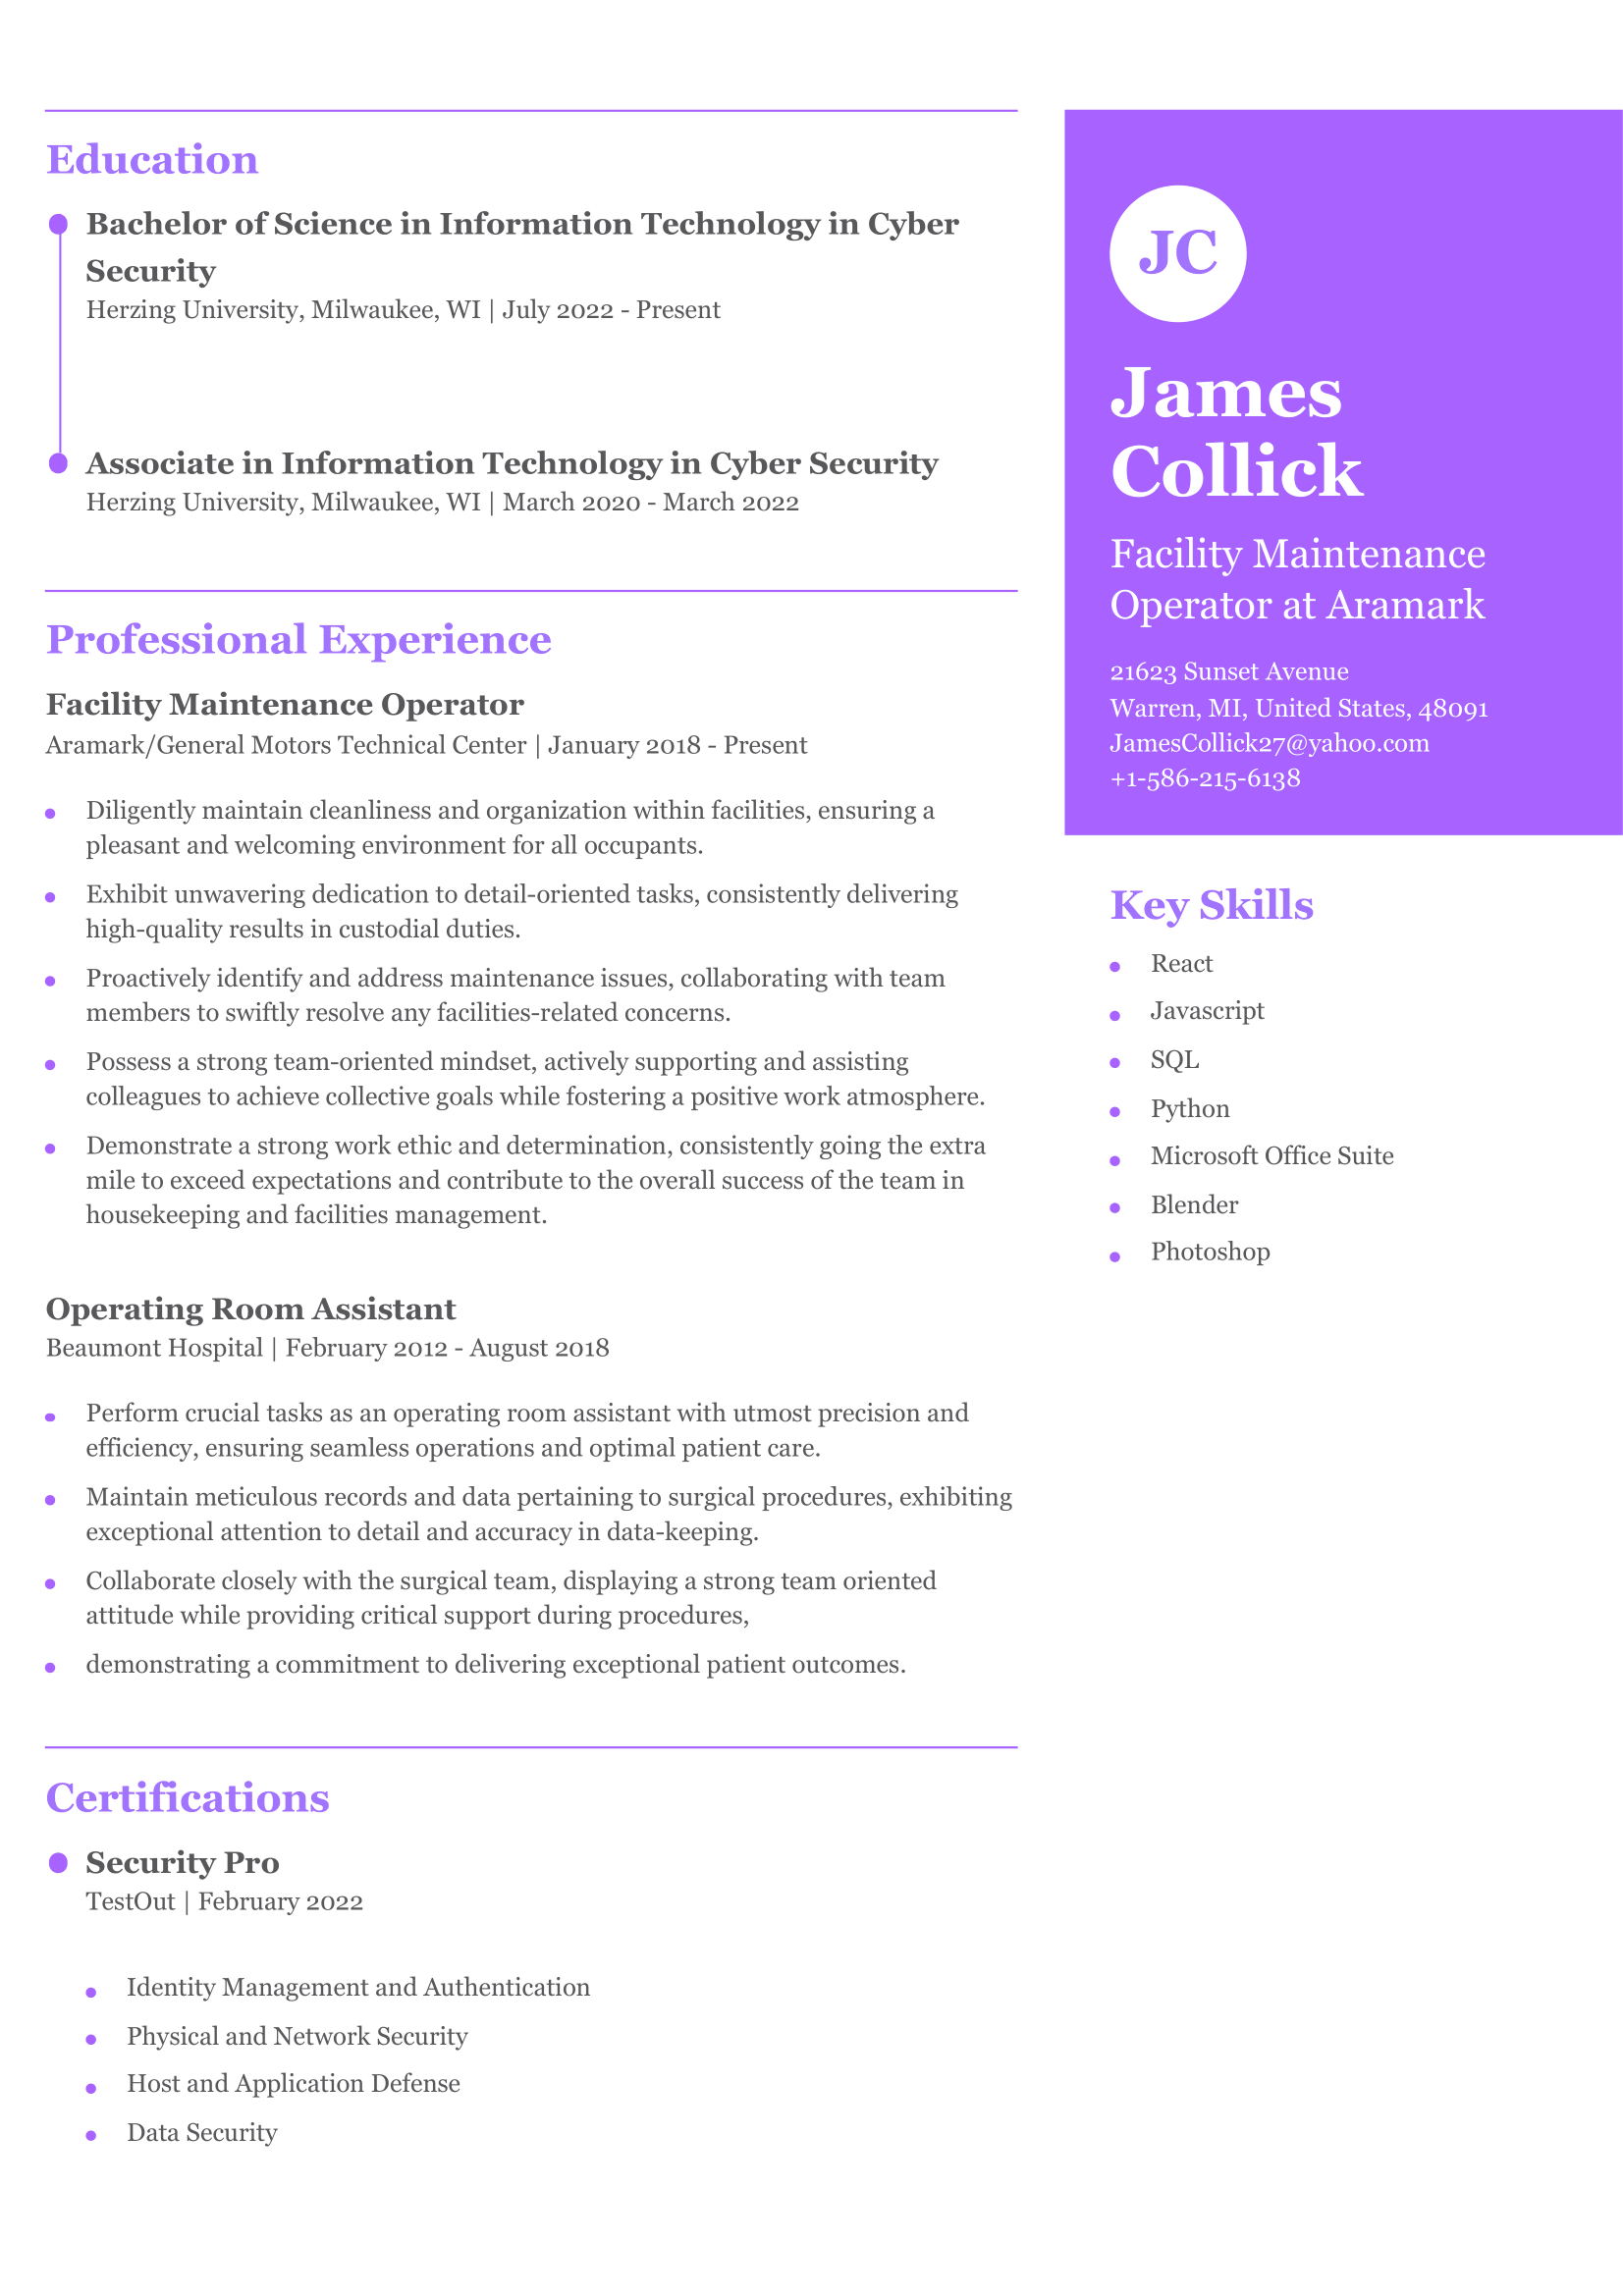 Education
Bachelor of Science in Information Technology in Cyber
Security
Herzing University, Milwaukee, WI | July 2022 - Present
Associate in Information Technology in Cyber Security
Herzing University, Milwaukee, WI | March 2020 - March 2022
Professional Experience
Facility Maintenance Operator
Aramark/General Motors Technical Center | January 2018 - Present
Diligently maintain cleanliness and organization within facilities, ensuring a
pleasant and welcoming environment for all occupants.
Exhibit unwavering dedication to detail-oriented tasks, consistently delivering
high-quality results in custodial duties.
Proactively identify and address maintenance issues, collaborating with team
members to swiftly resolve any facilities-related concerns.
Possess a strong team-oriented mindset, actively supporting and assisting
colleagues to achieve collective goals while fostering a positive work atmosphere.
Demonstrate a strong work ethic and determination, consistently going the extra
mile to exceed expectations and contribute to the overall success of the team in
housekeeping and facilities management.
Operating Room Assistant
Beaumont Hospital | February 2012 - August 2018
Perform crucial tasks as an operating room assistant with utmost precision and
efficiency, ensuring seamless operations and optimal patient care.
Maintain meticulous records and data pertaining to surgical procedures, exhibiting
exceptional attention to detail and accuracy in data-keeping.
Collaborate closely with the surgical team, displaying a strong team oriented
attitude while providing critical support during procedures,
demonstrating a commitment to delivering exceptional patient outcomes.
Certifications
Security Pro
TestOut | February 2022
Identity Management and Authentication
Physical and Network Security
Host and Application Defense
Data Security
JC
James
Collick
Facility Maintenance
Operator at Aramark
21623 Sunset Avenue
Warren, MI, United States, 48091
JamesCollick27@yahoo.com
+1-586-215-6138
Key Skills
React
Javascript
SQL
Python
Microsoft Office Suite
Blender
Photoshop